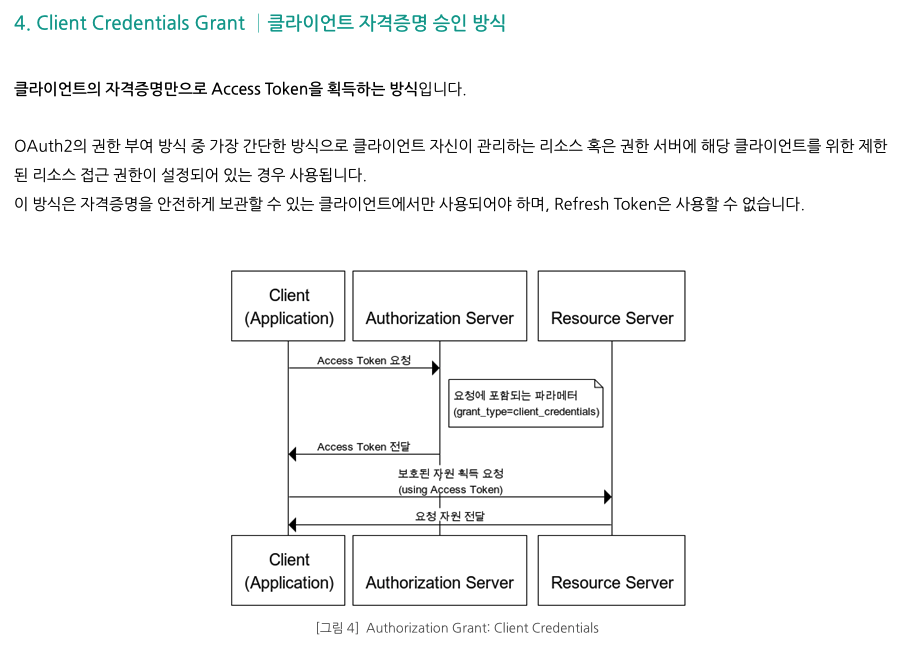 4. Client Credentials Grant │클라이언트 자격증명 승인 방식
클라이언트의 자격증명만으로 Access Token을 획득하는 방식입니다.
OAuth2의 권한 부여 방식 중 가장 간단한 방식으로 클라이언트 자신이 관리하는 리소스 혹은 권한 서버에 해당 클라이언트를 위한 제한
된 리소스 접근 권한이 설정되어 있는 경우 사용됩니다.
이 방식은 자격증명을 안전하게 보관할 수 있는 클라이언트에서만 사용되어야 하며, Refresh Token은 사용할 수 없습니다.
Client
(Application)
Authorization Server
Resource Server
Access Token 요청
요청에 포함되는 파라메터
(grant_type=client_credentials)
Access Token 전달
보호된 자원 획득 요청
(using Access Token)
요청 자원 전달
Client
(Application)
Authorization Server
Resource Server
[그림 4] Authorization Grant: Client Credentials